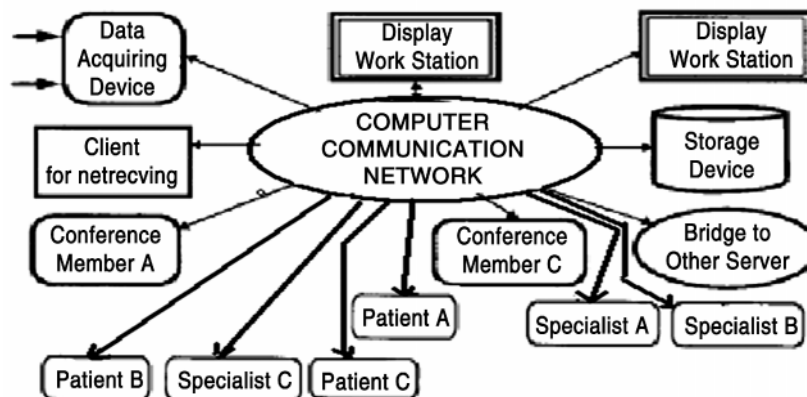 Data
Acquiring
Device
Display
Work Station
Display
Work Station
COMPUTER
COMMUNICATION
NETWORK
Client
for netrecving
Storage
Device
Conference
Member A
Conference
Member C
Bridge to
Other Server
Patient A
Specialist A
Specialist B
Patient B
Specialist C
Patient C